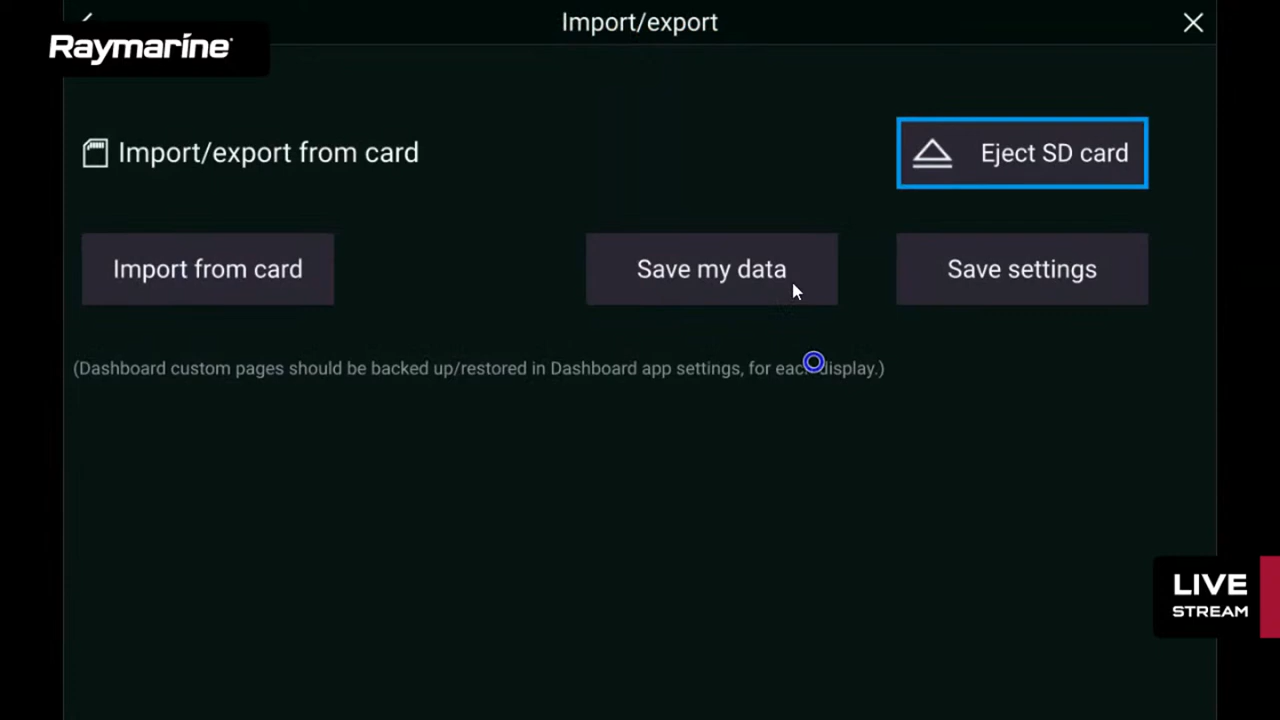 Import/export
Raymarine
Import/export from card
Eject SD card
Import from card
Save my data
Save settings
(Dashboard custom pages should be backed up/restored in Dashboard app settings, for each display.)
LIVE
STREAM